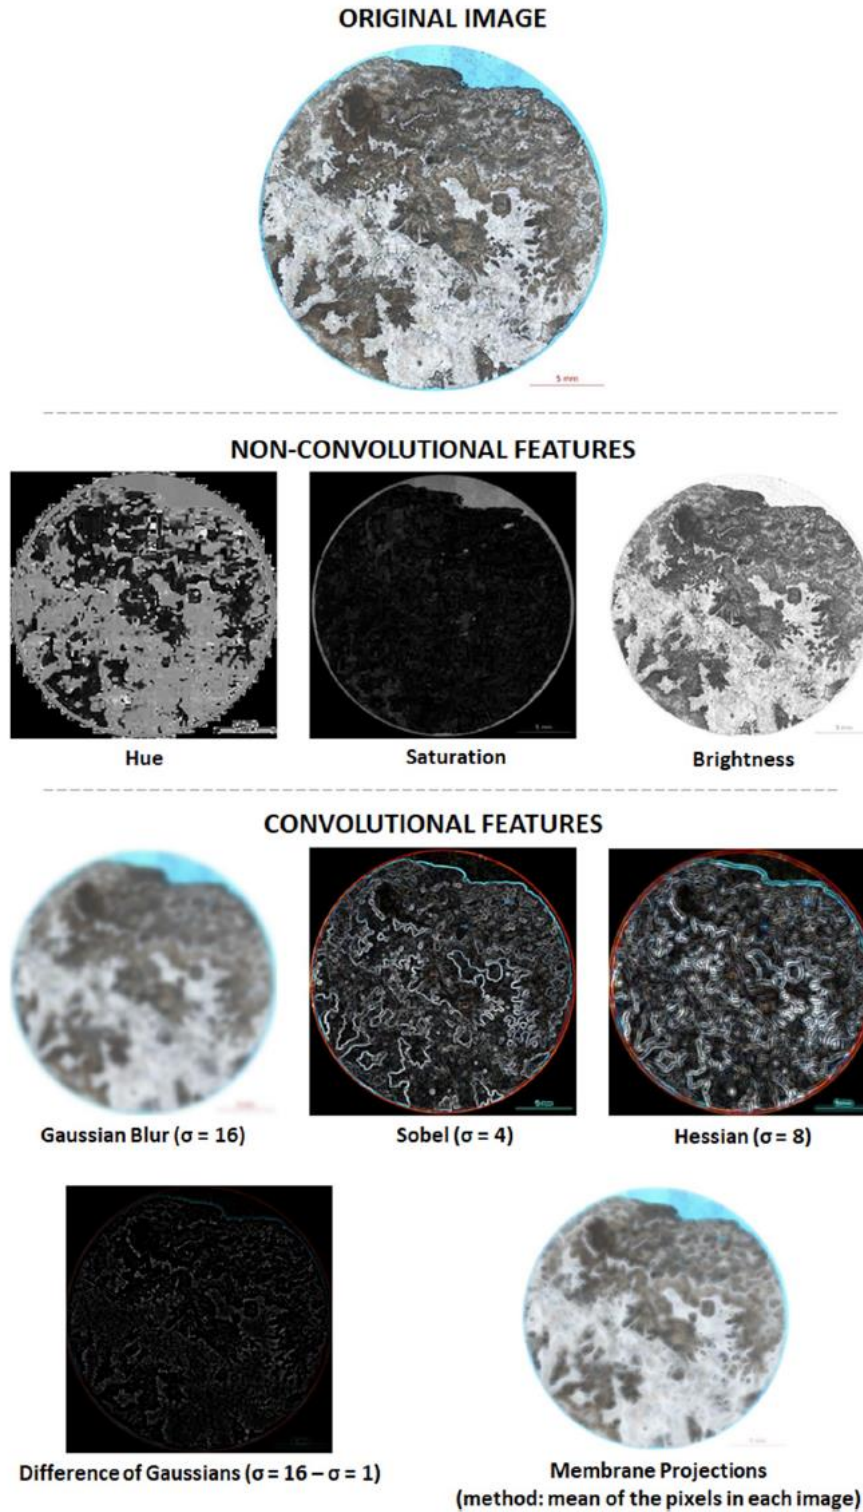 ORIGINAL IMAGE
5 mm
NON-CONVOLUTIONAL FEATURES
Hue
Saturation
Brightness
CONVOLUTIONAL FEATURES
Gaussian Blur (σ = 16)
Sobel (σ = 4)
Hessian (σ = 8)
Difference of Gaussians (σ = 16 – σ = 1)
Membrane Projections
(method: mean of the pixels in each image)